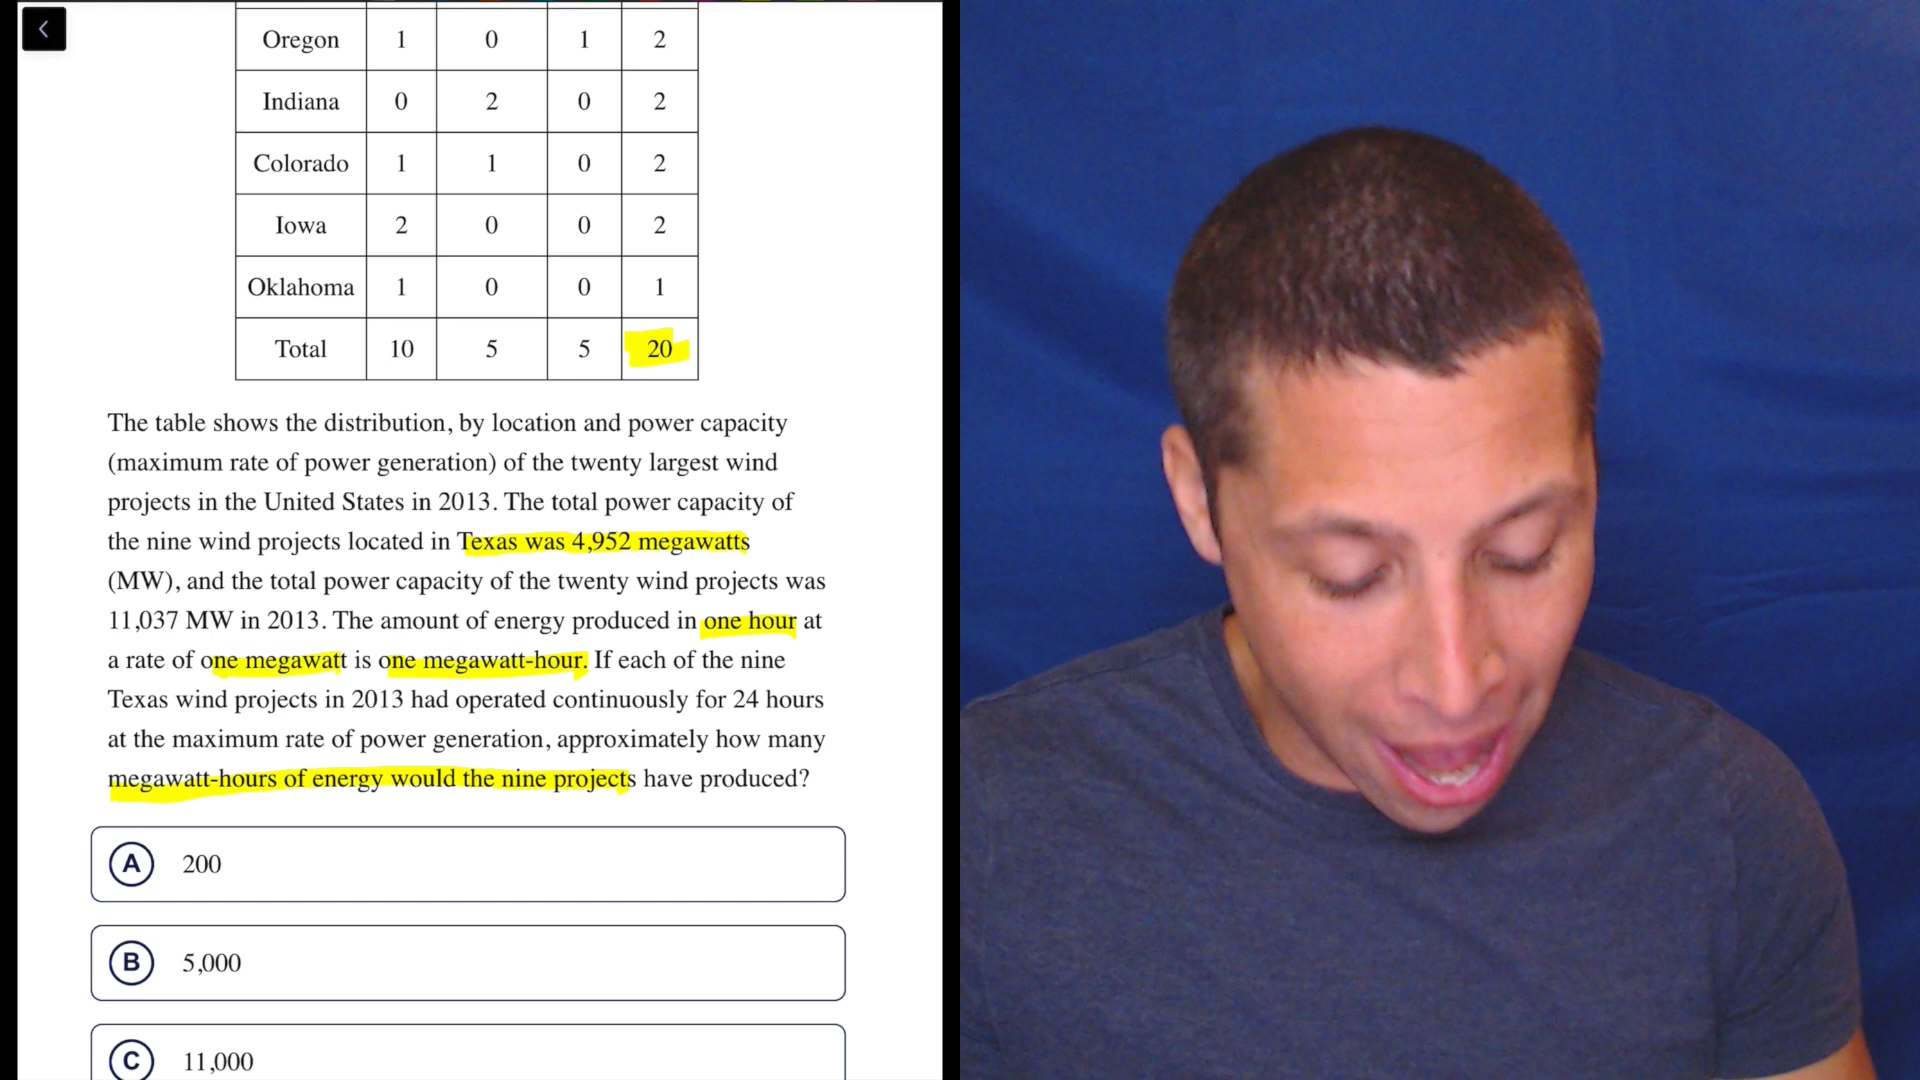 Oregon 1 0 1 2
Indiana 0 2 0 2
Colorado 1 1 0 2
Iowa 2 0 0 2
Oklahoma 1 0 0 1
Total 10 5 5 20
The table shows the distribution, by location and power capacity
(maximum rate of power generation) of the twenty largest wind
projects in the United States in 2013. The total power capacity of
the nine wind projects located in Texas was 4,952 megawatts
(MW), and the total power capacity of the twenty wind projects was
11,037 MW in 2013. The amount of energy produced in one hour at
a rate of one megawatt is one megawatt-hour. If each of the nine
Texas wind projects in 2013 had operated continuously for 24 hours
at the maximum rate of power generation, approximately how many
megawatt-hours of energy would the nine projects have produced?
A 200
B 5,000
C 11,000